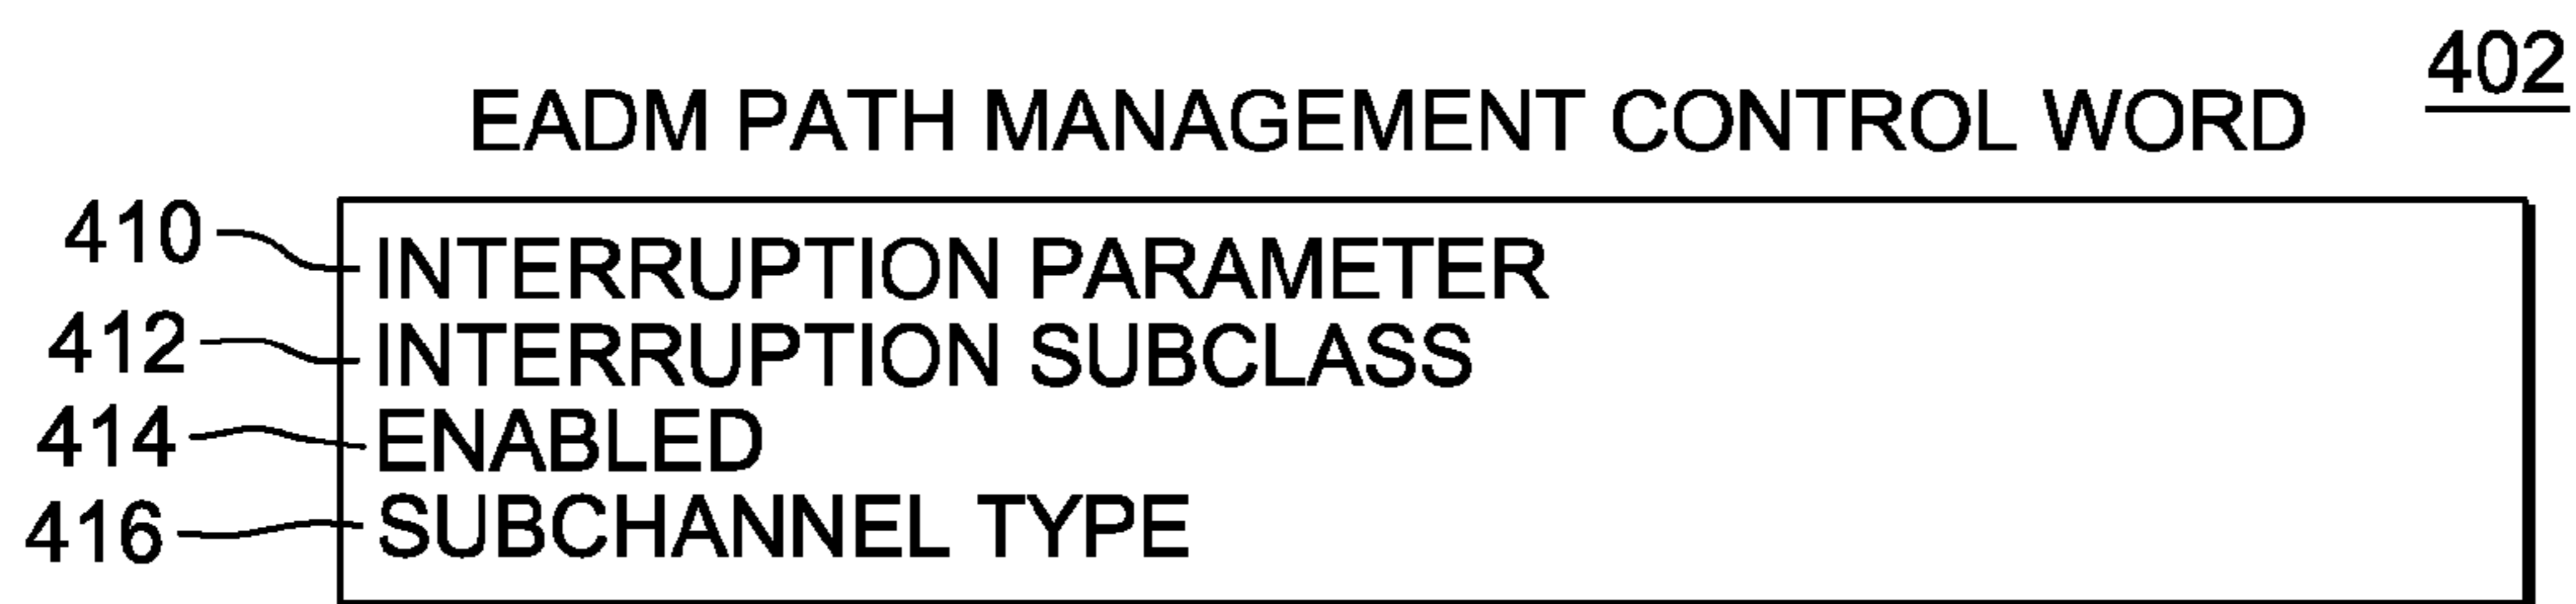 402
EADM PATH MANAGEMENT CONTROL WORD
410 INTERRUPTION PARAMETER
412 INTERRUPTION SUBCLASS
414 ENABLED
416 SUBCHANNEL TYPE